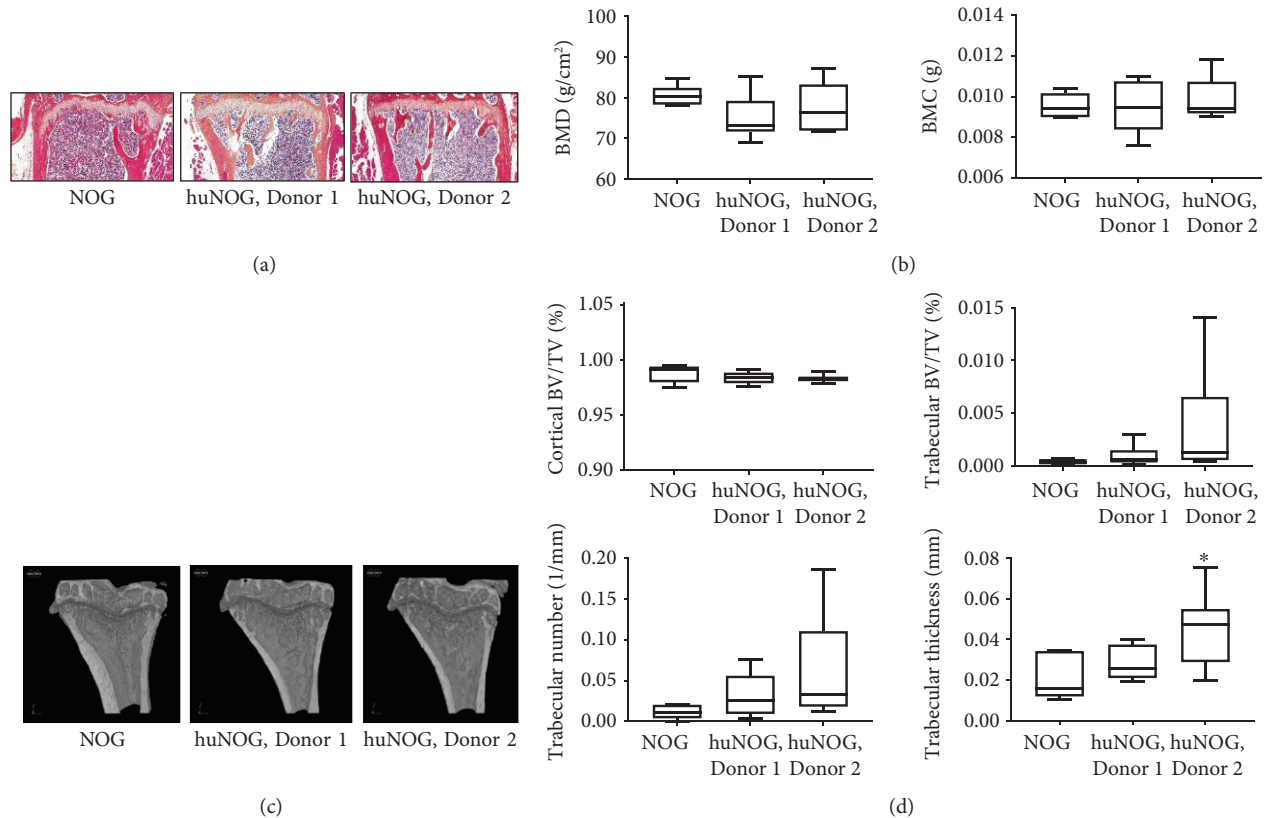 NOG
huNOG, Donor 1
huNOG, Donor 2
(a)
BMD (g/cm²)
100
90
80
70
60
NOG
huNOG,
Donor 1
huNOG,
Donor 2
BMC (g)
0.014
0.012
0.010
0.008
0.006
NOG
huNOG,
Donor 1
huNOG,
Donor 2
(b)
NOG
huNOG, Donor 1
huNOG, Donor 2
(c)
Cortical BV/TV (%)
1.05
1.00
0.95
0.90
NOG
huNOG,
Donor 1
huNOG,
Donor 2
Trabecular BV/TV (%)
0.015
0.010
0.005
0.000
NOG
huNOG,
Donor 1
huNOG,
Donor 2
Trabecular number (1/mm)
0.20
0.15
0.10
0.05
0.00
NOG
huNOG,
Donor 1
huNOG,
Donor 2
Trabecular thickness (mm)
0.08
0.06
0.04
0.02
0.00
*
NOG
huNOG,
Donor 1
huNOG,
Donor 2
(d)